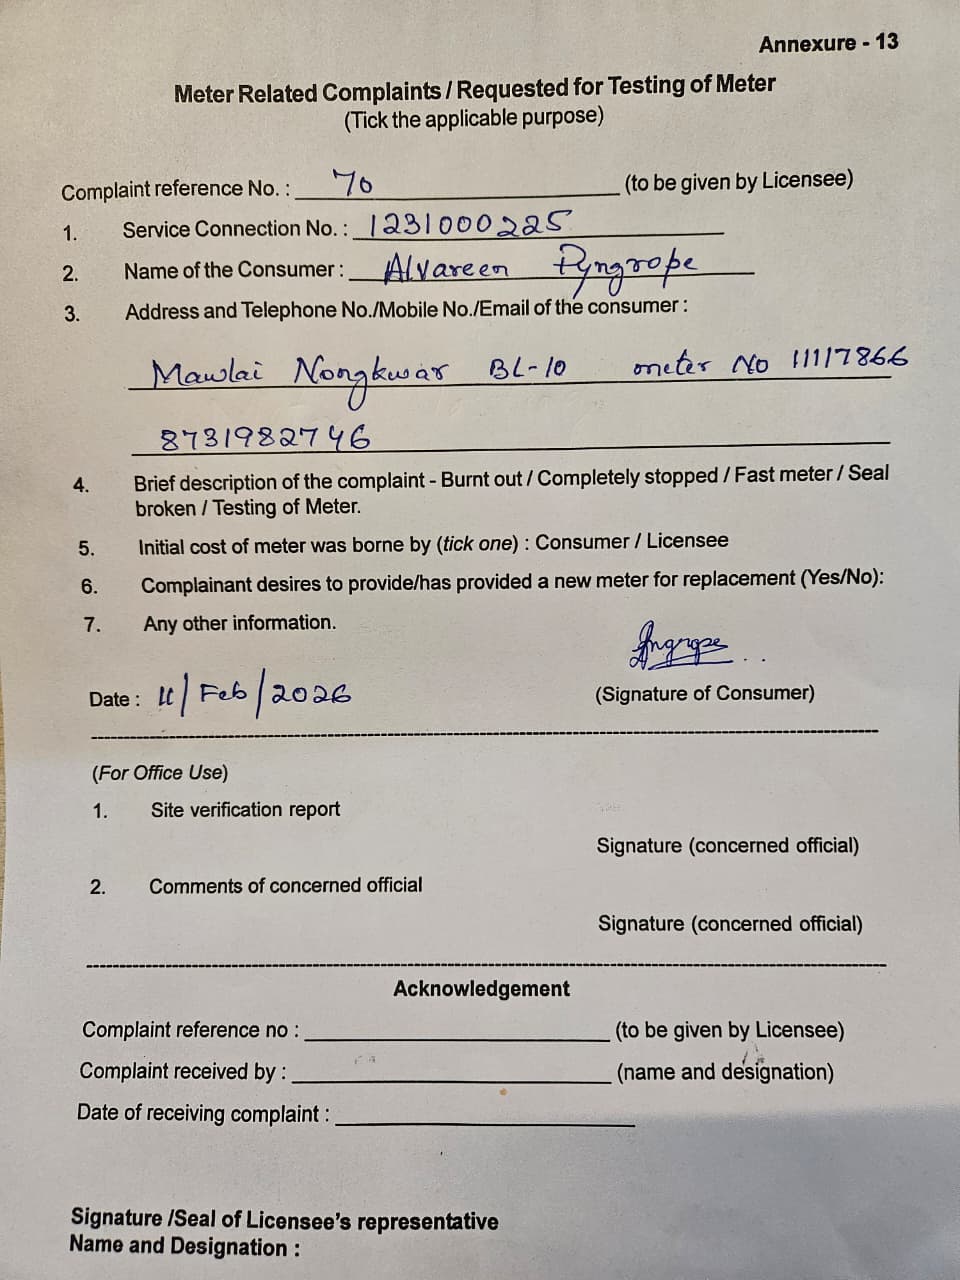 Annexure - 13
Meter Related Complaints / Requested for Testing of Meter
(Tick the applicable purpose)
Complaint reference No. : 70 (to be given by Licensee)
1. Service Connection No. : 1231000225
2. Name of the Consumer : Alvareen Pyngrope
3. Address and Telephone No./Mobile No./Email of the consumer :
Mawlai Nongkwar BL-10 meter No 11117866
8731982746
4. Brief description of the complaint - Burnt out / Completely stopped / Fast meter / Seal
broken / Testing of Meter.
5. Initial cost of meter was borne by (tick one) : Consumer / Licensee
6. Complainant desires to provide/has provided a new meter for replacement (Yes/No):
7. Any other information.
Date : /Feb/2026 (Signature of Consumer)
(For Office Use)
1. Site verification report
Signature (concerned official)
2. Comments of concerned official
Signature (concerned official)
Acknowledgement
Complaint reference no : (to be given by Licensee)
Complaint received by : (name and designation)
Date of receiving complaint :
Signature /Seal of Licensee's representative
Name and Designation :